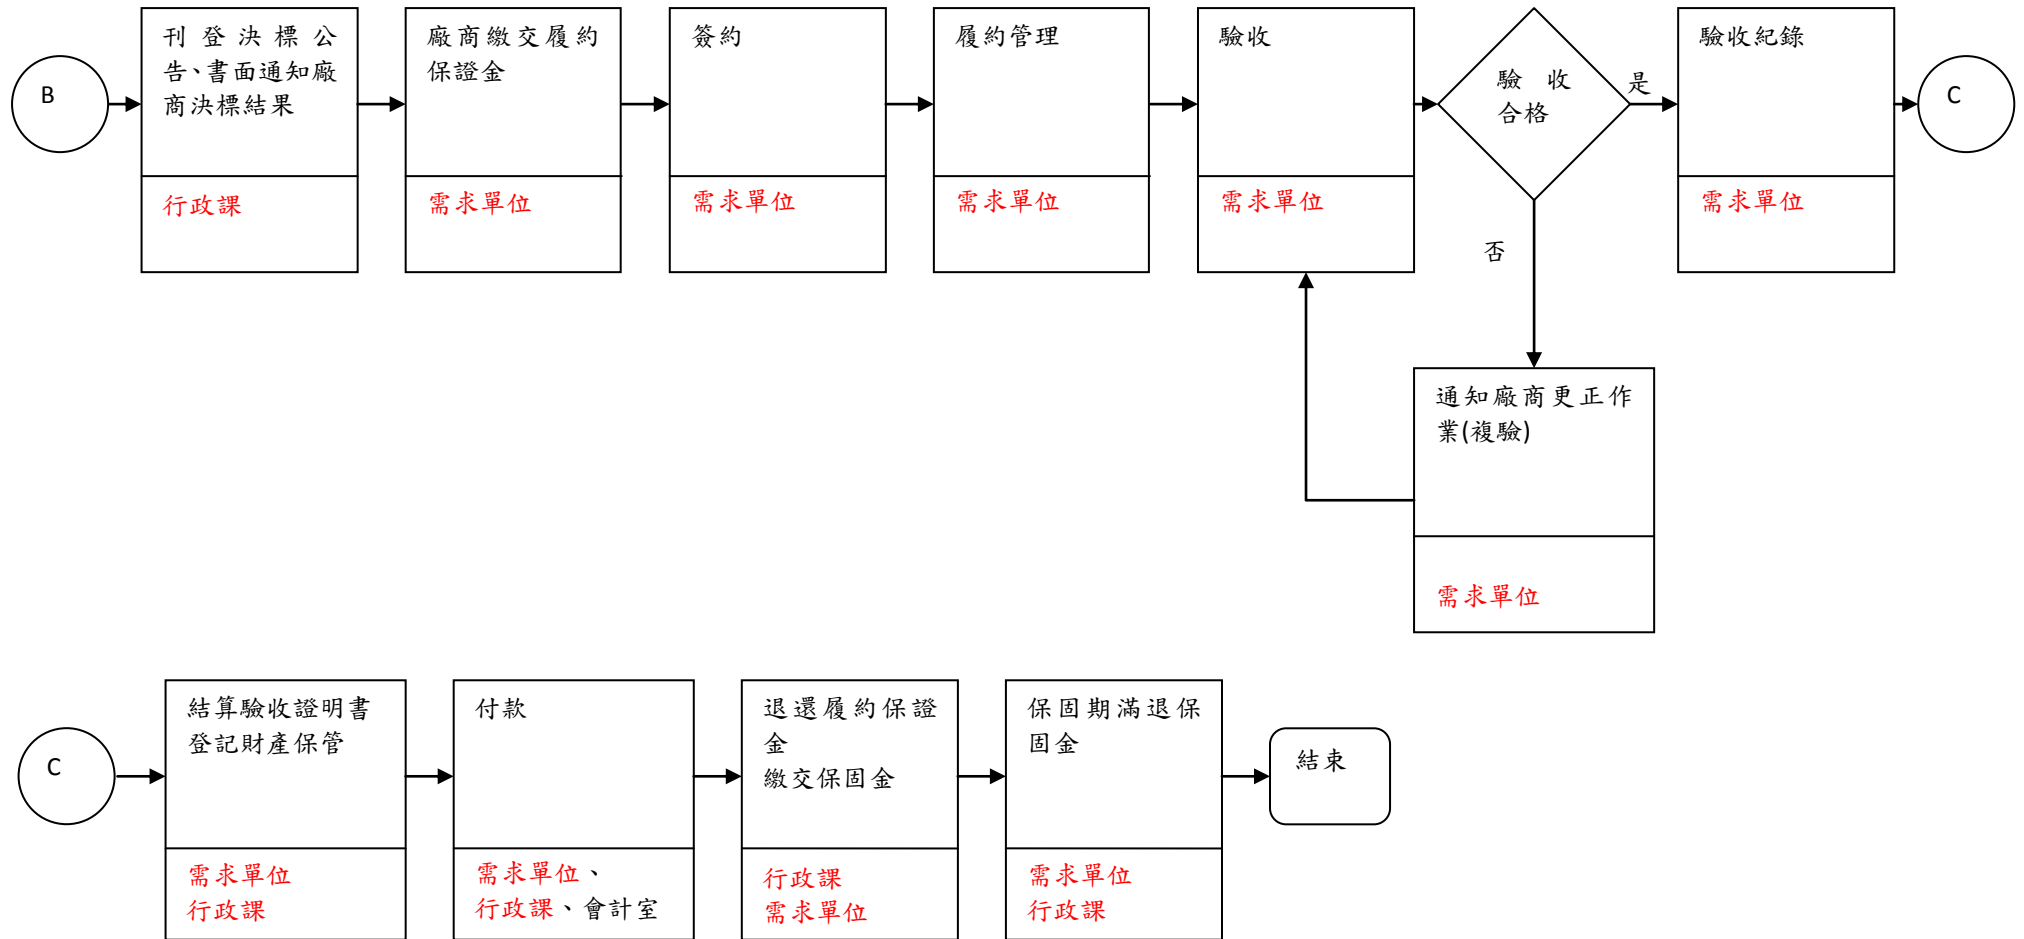 B
刊登決標公
告、書面通知廠
商決標結果
行政課
廠商繳交履約
保證金
需求單位
簽約
需求單位
履約管理
需求單位
驗收
需求單位
驗收
合格
是
否
驗收紀錄
需求單位
C
通知廠商更正作
業(複驗)
需求單位
C
結算驗收證明書
登記財產保管
需求單位
行政課
付款
需求單位、
行政課、會計室
退還履約保證
金
繳交保固金
行政課
需求單位
保固期滿退保
固金
需求單位
行政課
結束